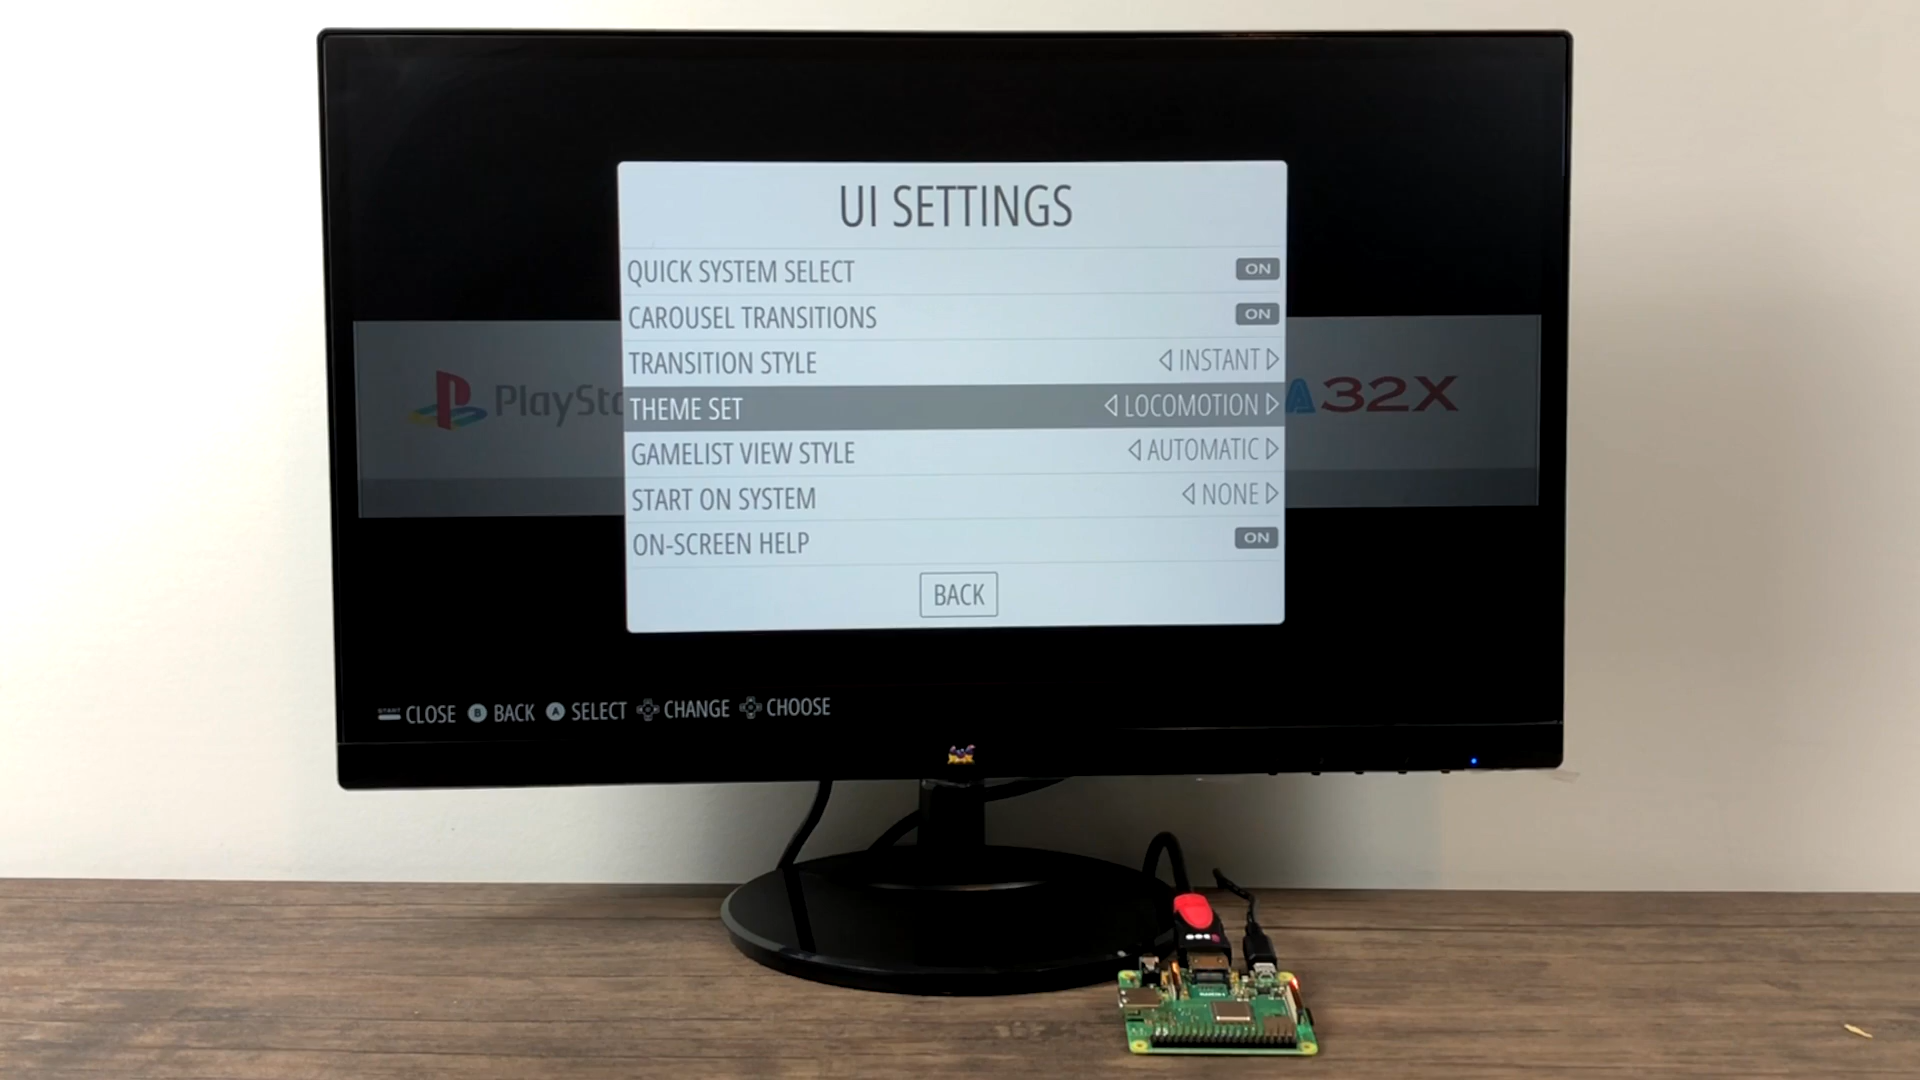 UI SETTINGS
QUICK SYSTEM SELECT ON
CAROUSEL TRANSITIONS ON
TRANSITION STYLE INSTANT
PlaySt
THEME SET LOCOMOTION
32X
GAMELIST VIEW STYLE AUTOMATIC
START ON SYSTEM NONE
ON-SCREEN HELP ON
BACK
START CLOSE B BACK A SELECT CHANGE CHOOSE